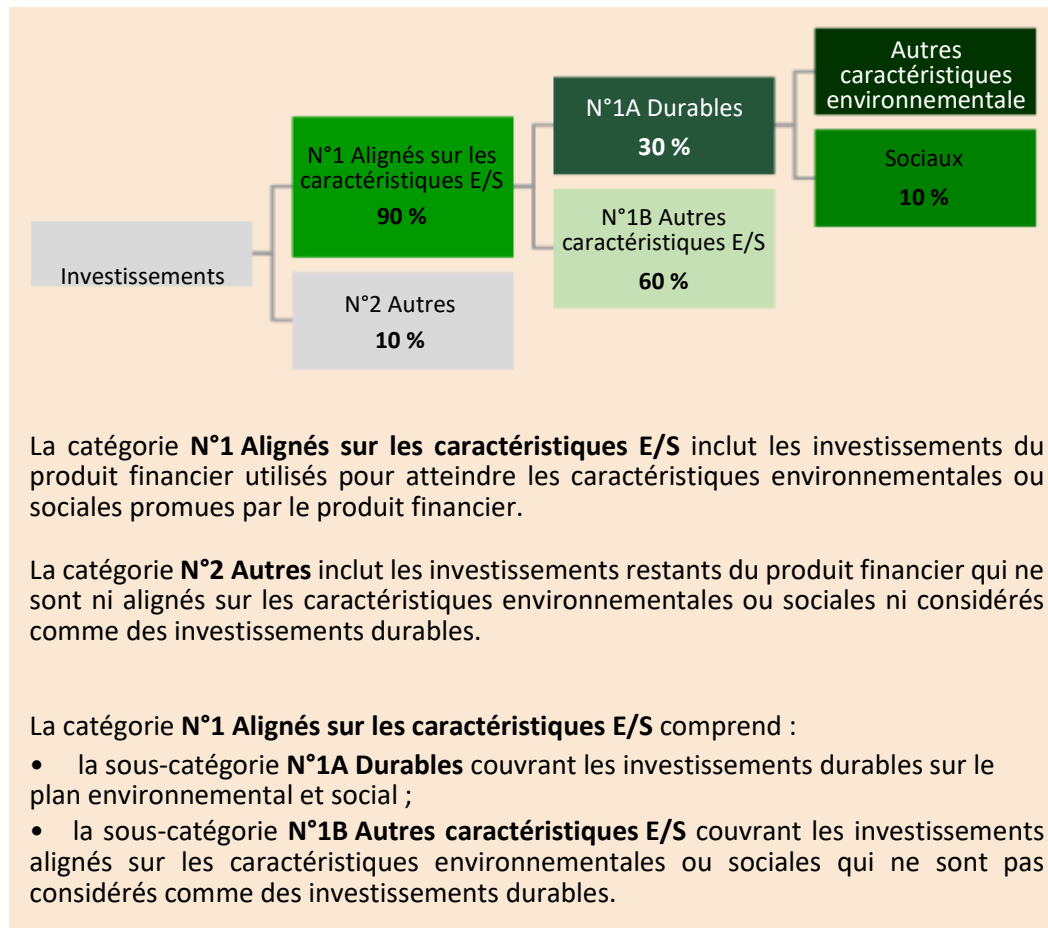 Autres
caractéristiques
environnementale
N°1A Durables
30 %
N°1 Alignés sur les
caractéristiques E/S
90 %
Sociaux
10 %
N°1B Autres
caractéristiques E/S
60 %
Investissements
N°2 Autres
10 %
La catégorie N°1 Alignés sur les caractéristiques E/S inclut les investissements du
produit financier utilisés pour atteindre les caractéristiques environnementales ou
sociales promues par le produit financier.
La catégorie N°2 Autres inclut les investissements restants du produit financier qui ne
sont ni alignés sur les caractéristiques environnementales ou sociales ni considérés
comme des investissements durables.
La catégorie N°1 Alignés sur les caractéristiques E/S comprend :
• la sous-catégorie N°1A Durables couvrant les investissements durables sur le
plan environnemental et social ;
• la sous-catégorie N°1B Autres caractéristiques E/S couvrant les investissements
alignés sur les caractéristiques environnementales ou sociales qui ne sont pas
considérés comme des investissements durables.